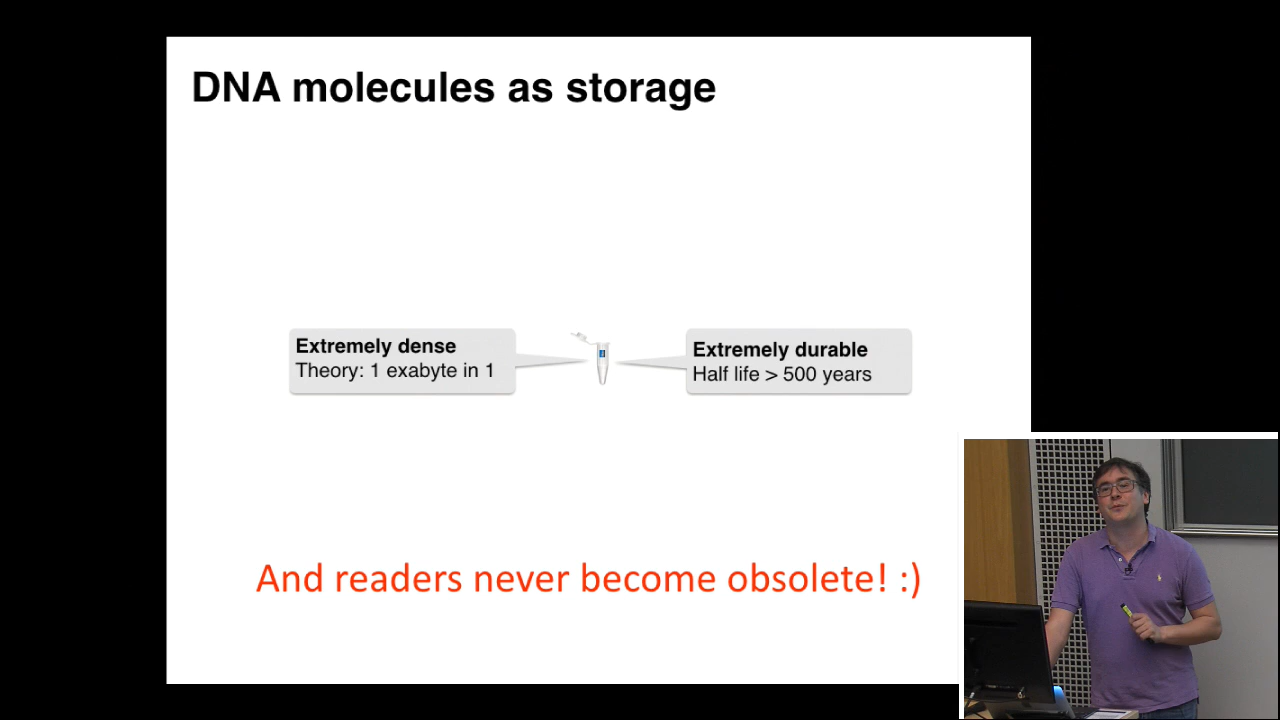 DNA molecules as storage
Extremely dense
Theory: 1 exabyte in 1
Extremely durable
Half life > 500 years
And readers never become obsolete! :)